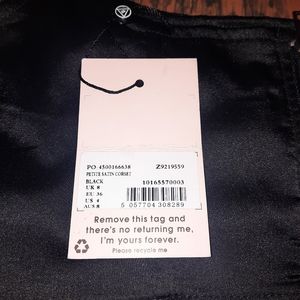 PO 4500166638 Z9219559
PETITE SATIN CORSET
BLACK 10165570003
UK 8
EU 36
US 4
AUS 8
5 057704 308289
Remove this tag and
there's no returning me,
I'm yours forever.
Please recycle me